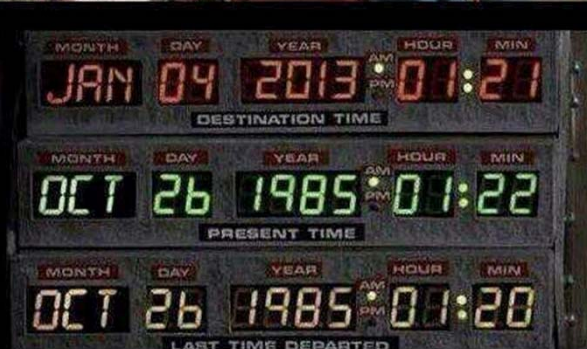 MONTH DAY YEAR HOUR MIN
JAN 04 2013 AM PM 01:21
DESTINATION TIME
MONTH DAY YEAR HOUR MIN
OCT 26 1985 AM PM 01:22
PRESENT TIME
MONTH DAY YEAR HOUR MIN
OCT 26 1985 AM PM 01:20
LAST TIME DEPARTED